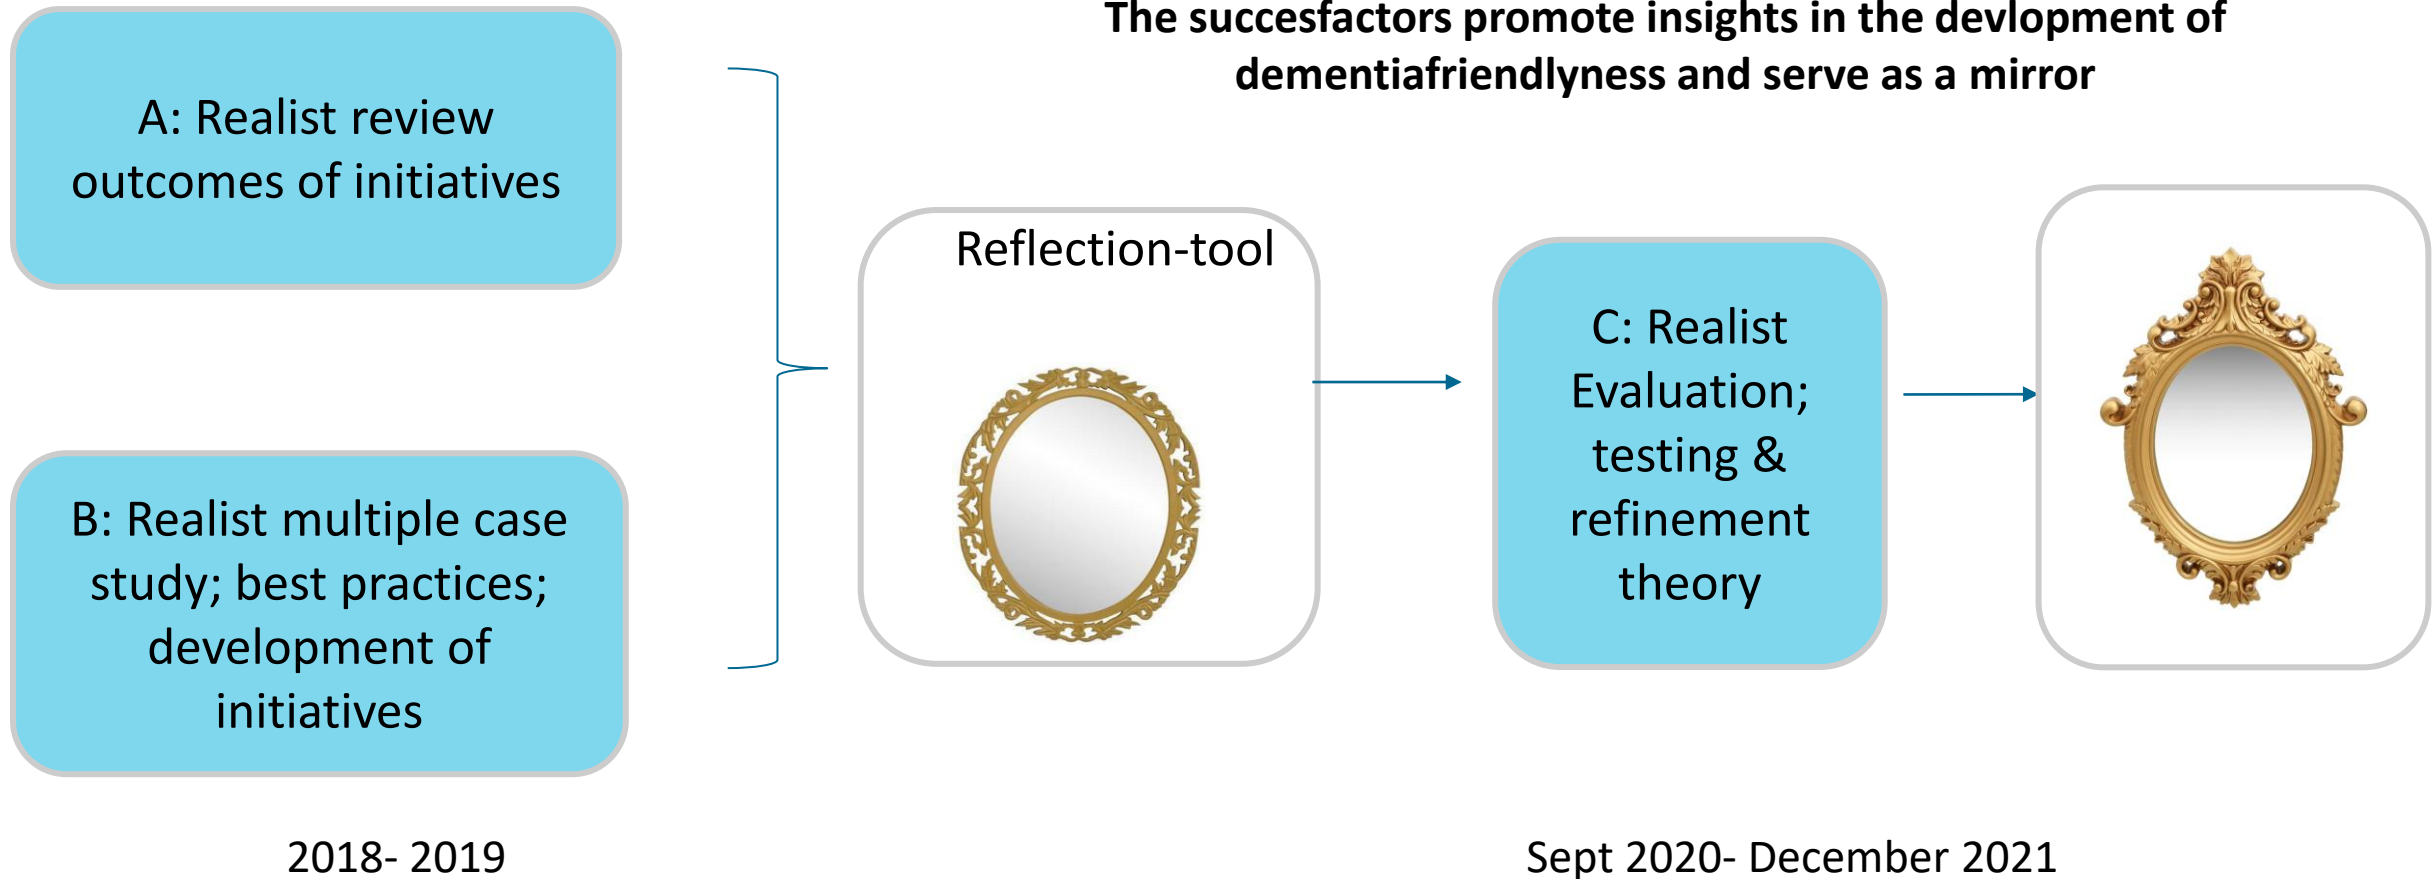 The succesfactors promote insights in the devlopment of
dementiafriendlyness and serve as a mirror
A: Realist review
outcomes of initiatives
B: Realist multiple case
study; best practices;
development of
initiatives
Reflection-tool
C: Realist
Evaluation;
testing &
refinement
theory
2018- 2019
Sept 2020- December 2021